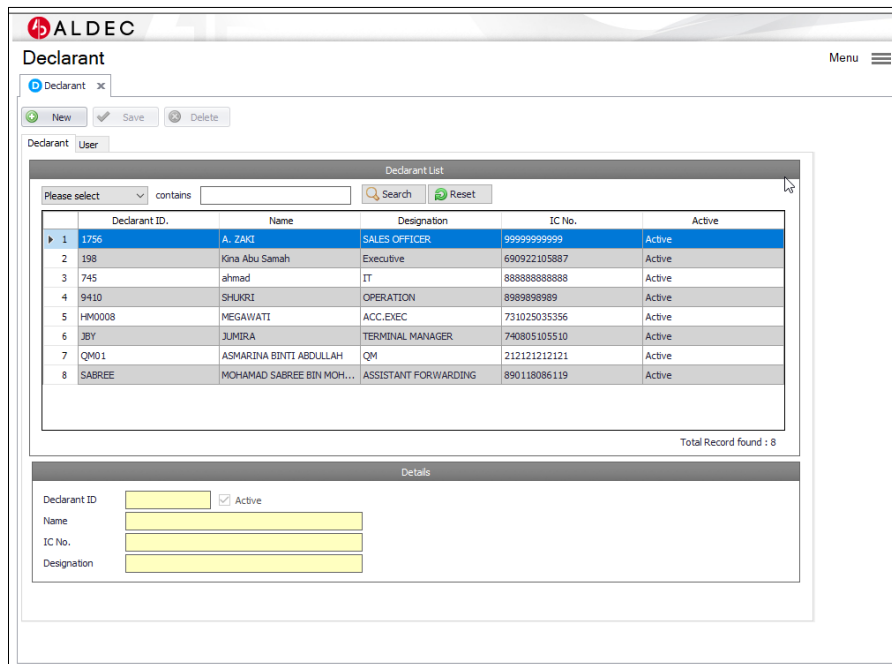 ALDEC
Declarant
Menu
D Declarant x
New Save Delete
Declarant User
Declarant List
Please select contains Search Reset
Declarant ID. Name Designation IC No. Active
1 1756 A. ZAKI SALES OFFICER 99999999999 Active
2 198 Kina Abu Samah Executive 690922105887 Active
3 745 ahmad IT 888888888888 Active
4 9410 SHUKRI OPERATION 8989898989 Active
5 HM0008 MEGAWATI ACC.EXEC 731025035356 Active
6 JBY JUMIRA TERMINAL MANAGER 740805105510 Active
7 QM01 ASMARINA BINTI ABDULLAH QM 212121212121 Active
8 SABREE MOHAMAD SABREE BIN MOH... ASSISTANT FORWARDING 890118086119 Active
Total Record found : 8
Details
Declarant ID Active
Name
IC No.
Designation